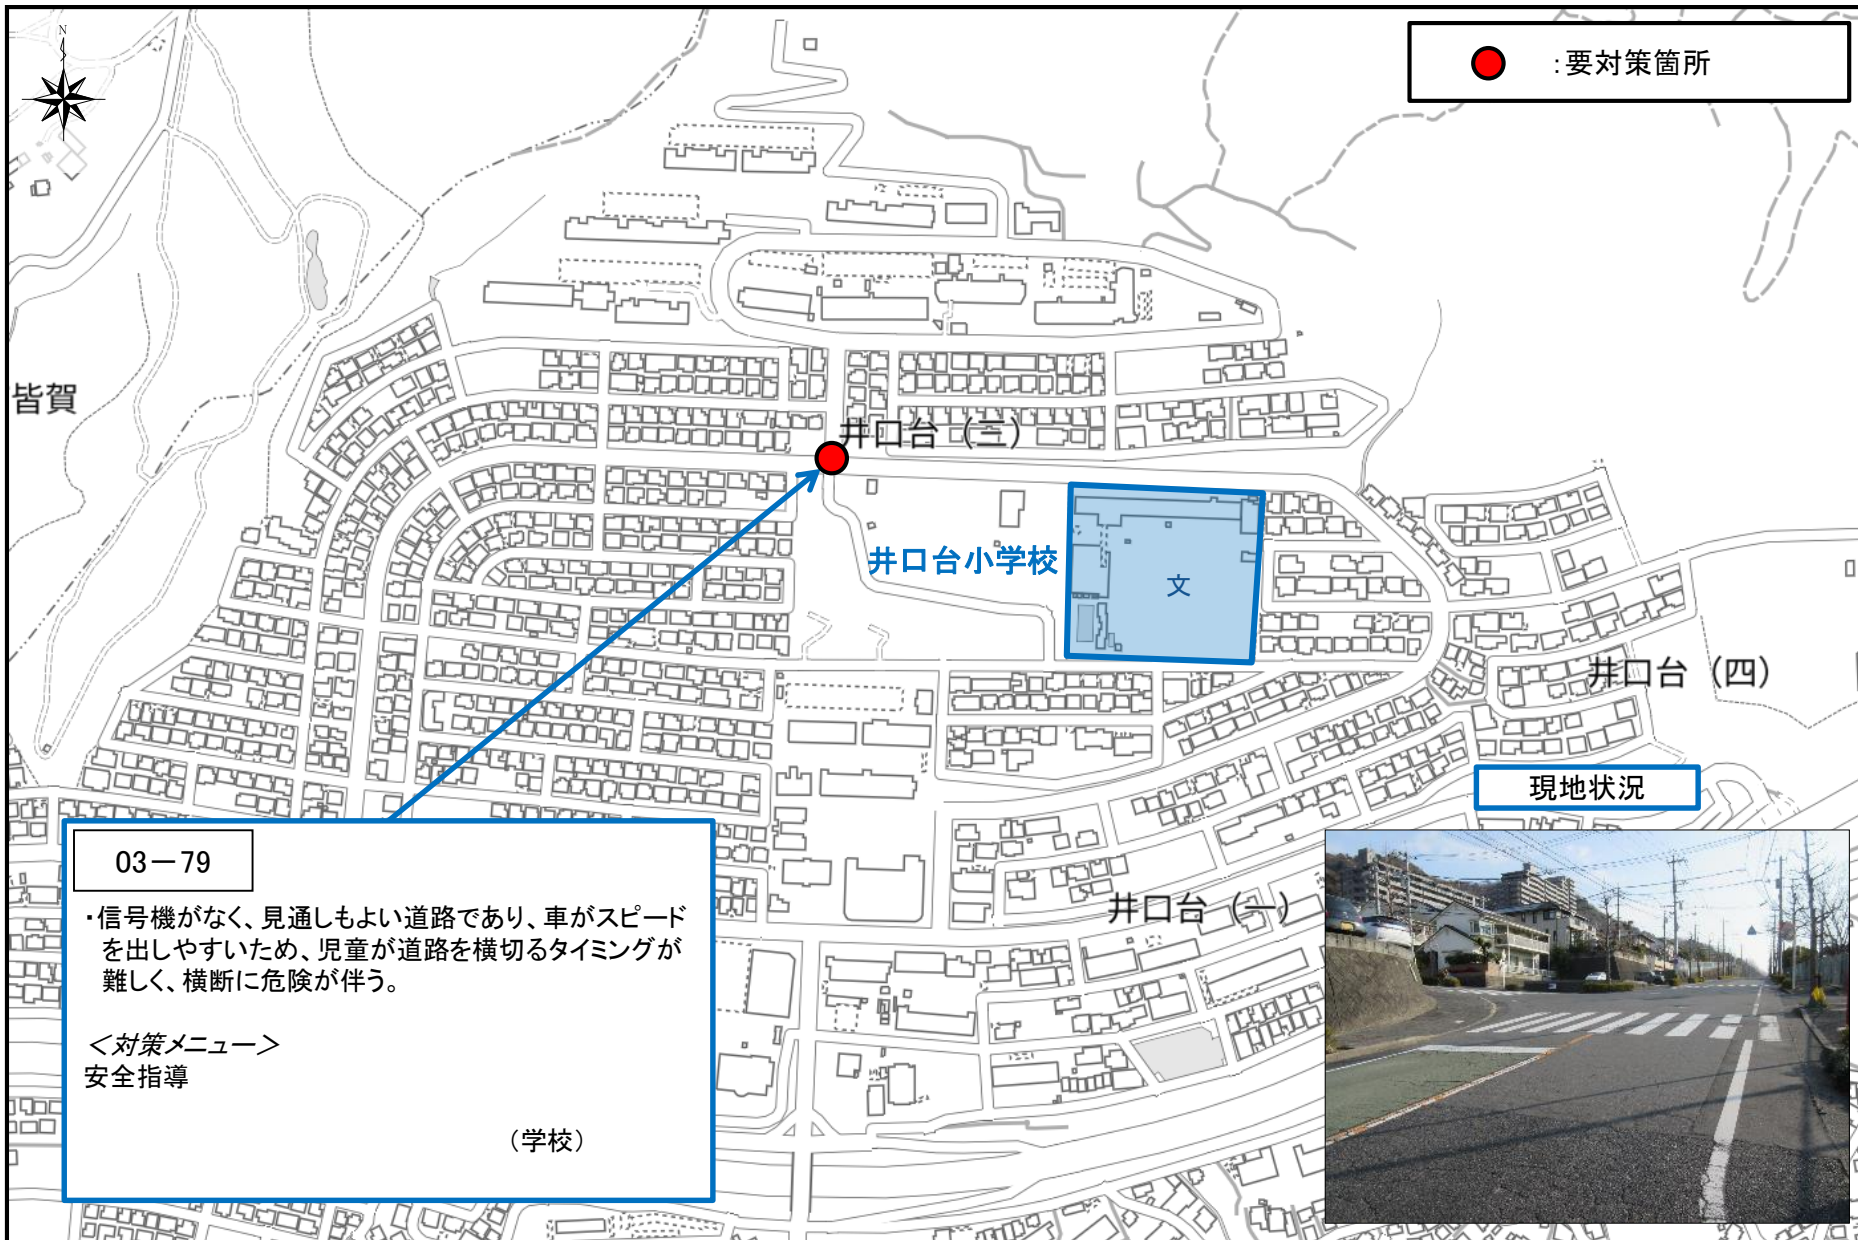 N
:要対策箇所
皆賀
井口台（三）
井口台小学校
文
井口台（四）
現地状況
03－79
・信号機がなく、見通しもよい道路であり、車がスピード
を出しやすいため、児童が道路を横切るタイミングが
難しく、横断に危険が伴う。
＜対策メニュー＞
安全指導
（学校）
井口台（一）